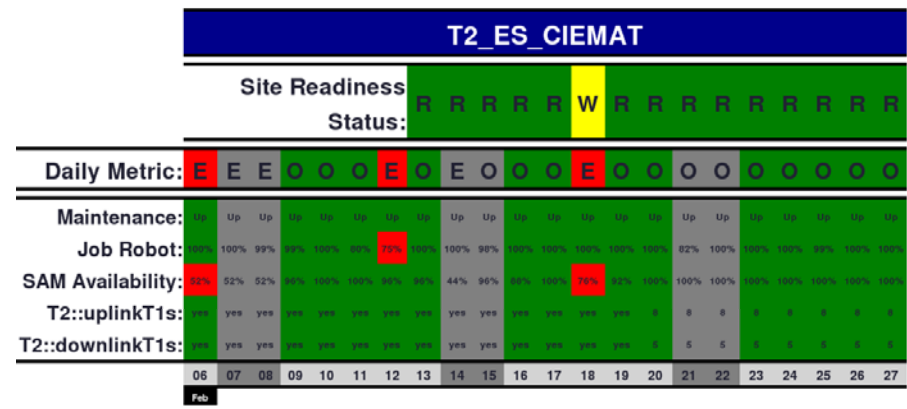 T2_ES_CIEMAT
Site Readiness
Status: R R R R R W R R R R R R R R R
Daily Metric: E E E O O O E O E O O O E O O O O O O O O O
Maintenance: Up Up Up Up Up Up Up Up Up Up Up Up Up Up Up Up Up Up Up Up Up Up
Job Robot: 100% 100% 99% 99% 100% 80% 75% 100% 100% 98% 100% 100% 100% 100% 100% 82% 100% 100% 100% 99% 100% 100%
SAM Availability: 52% 52% 52% 96% 100% 100% 96% 96% 44% 96% 100% 76% 92% 100% 100% 100% 100% 100% 100% 100% 100%
T2::uplinkT1s: yes yes yes yes yes yes yes yes yes yes yes yes yes yes 8 8 8 8 8 8 8 8
T2::downlinkT1s: yes yes yes yes yes yes yes yes yes yes yes yes yes yes 5 5 5 5 5 5 5 5
06 07 08 09 10 11 12 13 14 15 16 17 18 19 20 21 22 23 24 25 26 27
Feb